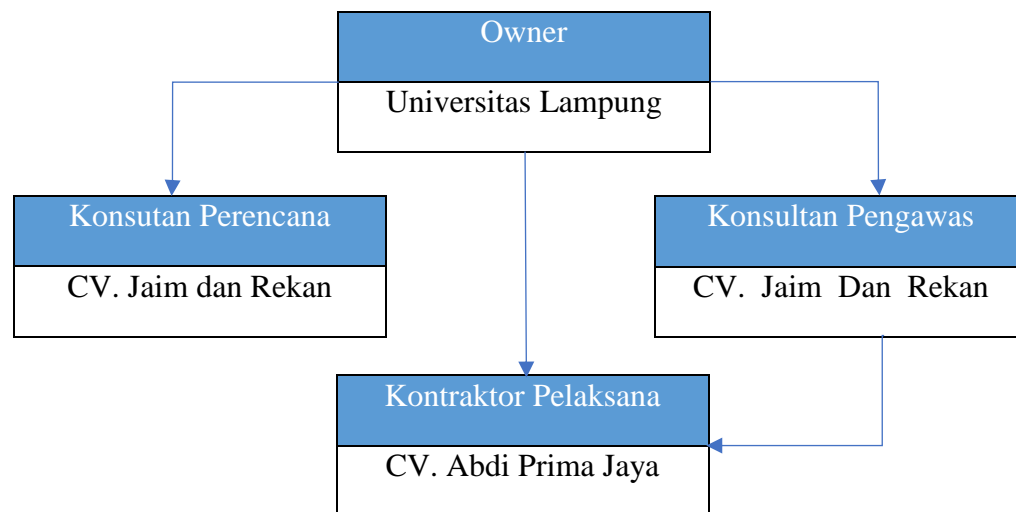 Owner
Universitas Lampung
Konsutan Perencana
CV. Jaim dan Rekan
Konsultan Pengawas
CV. Jaim Dan Rekan
Kontraktor Pelaksana
CV. Abdi Prima Jaya